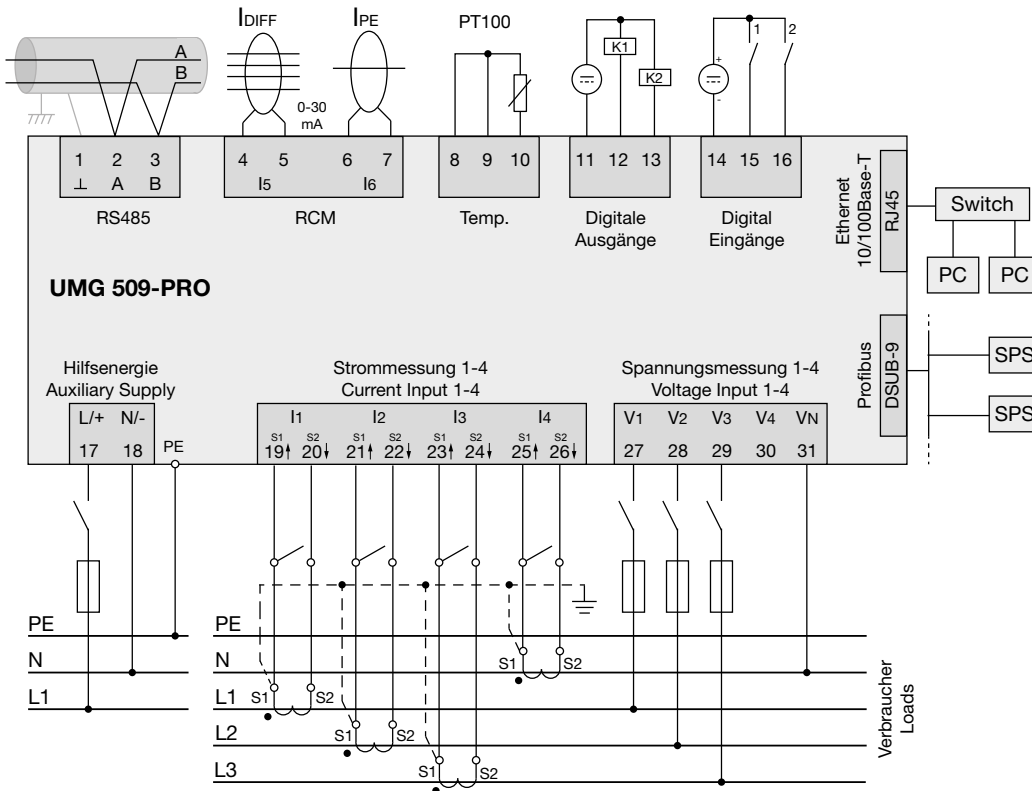 IDIFF
IPE
PT100
A
B
0-30
mA
K1
K2
+
-
1
2
1 2 3
⊥ A B
RS485
4 5 6 7
I5 I6
RCM
8 9 10
Temp.
11 12 13
Digitale
Ausgänge
14 15 16
Digital
Eingänge
Ethernet
10/100Base-T
RJ45
Switch
PC
PC
UMG 509-PRO
Profibus
DSUB-9
SPS
SPS
Hilfsenergie
Auxiliary Supply
L/+ N/-
17 18
PE
Strommessung 1-4
Current Input 1-4
I1 I2 I3 I4
S1 S2 S1 S2 S1 S2 S1 S2
19 20 21 22 23 24 25 26
Spannungsmessung 1-4
Voltage Input 1-4
V1 V2 V3 V4 VN
27 28 29 30 31
PE
N
L1
PE
N
L1
L2
L3
S1 S2
S1 S2
S1 S2
S1 S2
Verbraucher
Loads